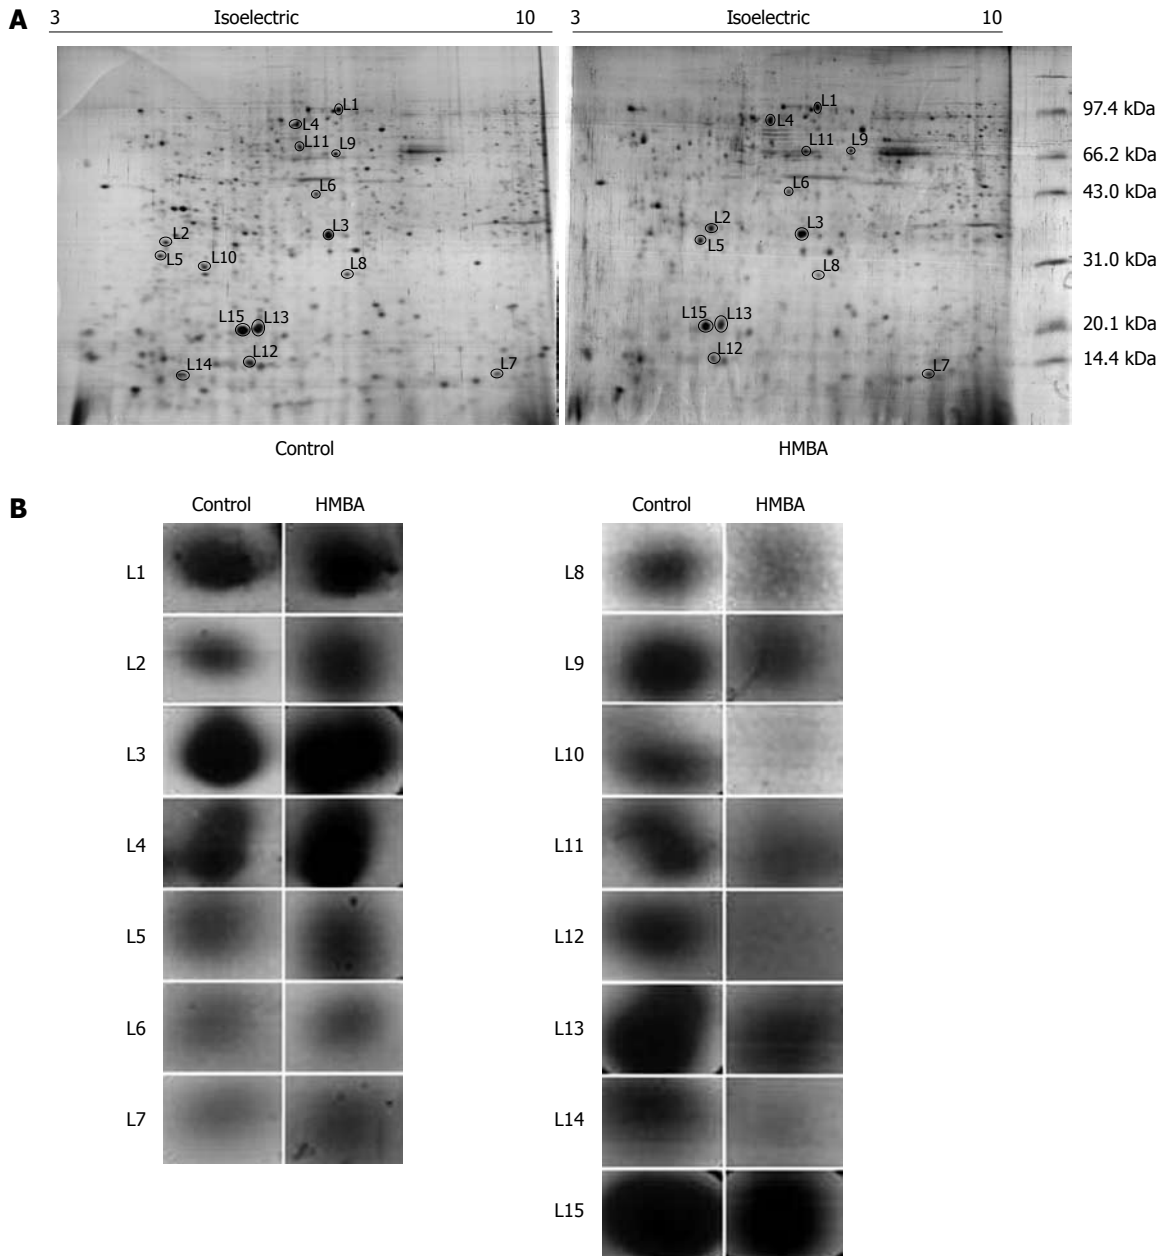 A 3 Isoelectric 10 3 Isoelectric 10
L1 L1 97.4 kDa
L4 L4
L11 L9 L11 L9 66.2 kDa
L6 L6 43.0 kDa
L2 L3 L2 L3
L5 L10 L8 L5 L8 31.0 kDa
L15 L13 L15 L13 20.1 kDa
L14 L12 L7 L12 L7 14.4 kDa
Control HMBA
B Control HMBA Control HMBA
L1 L8
L2 L9
L3 L10
L4 L11
L5 L12
L6 L13
L7 L14
L15